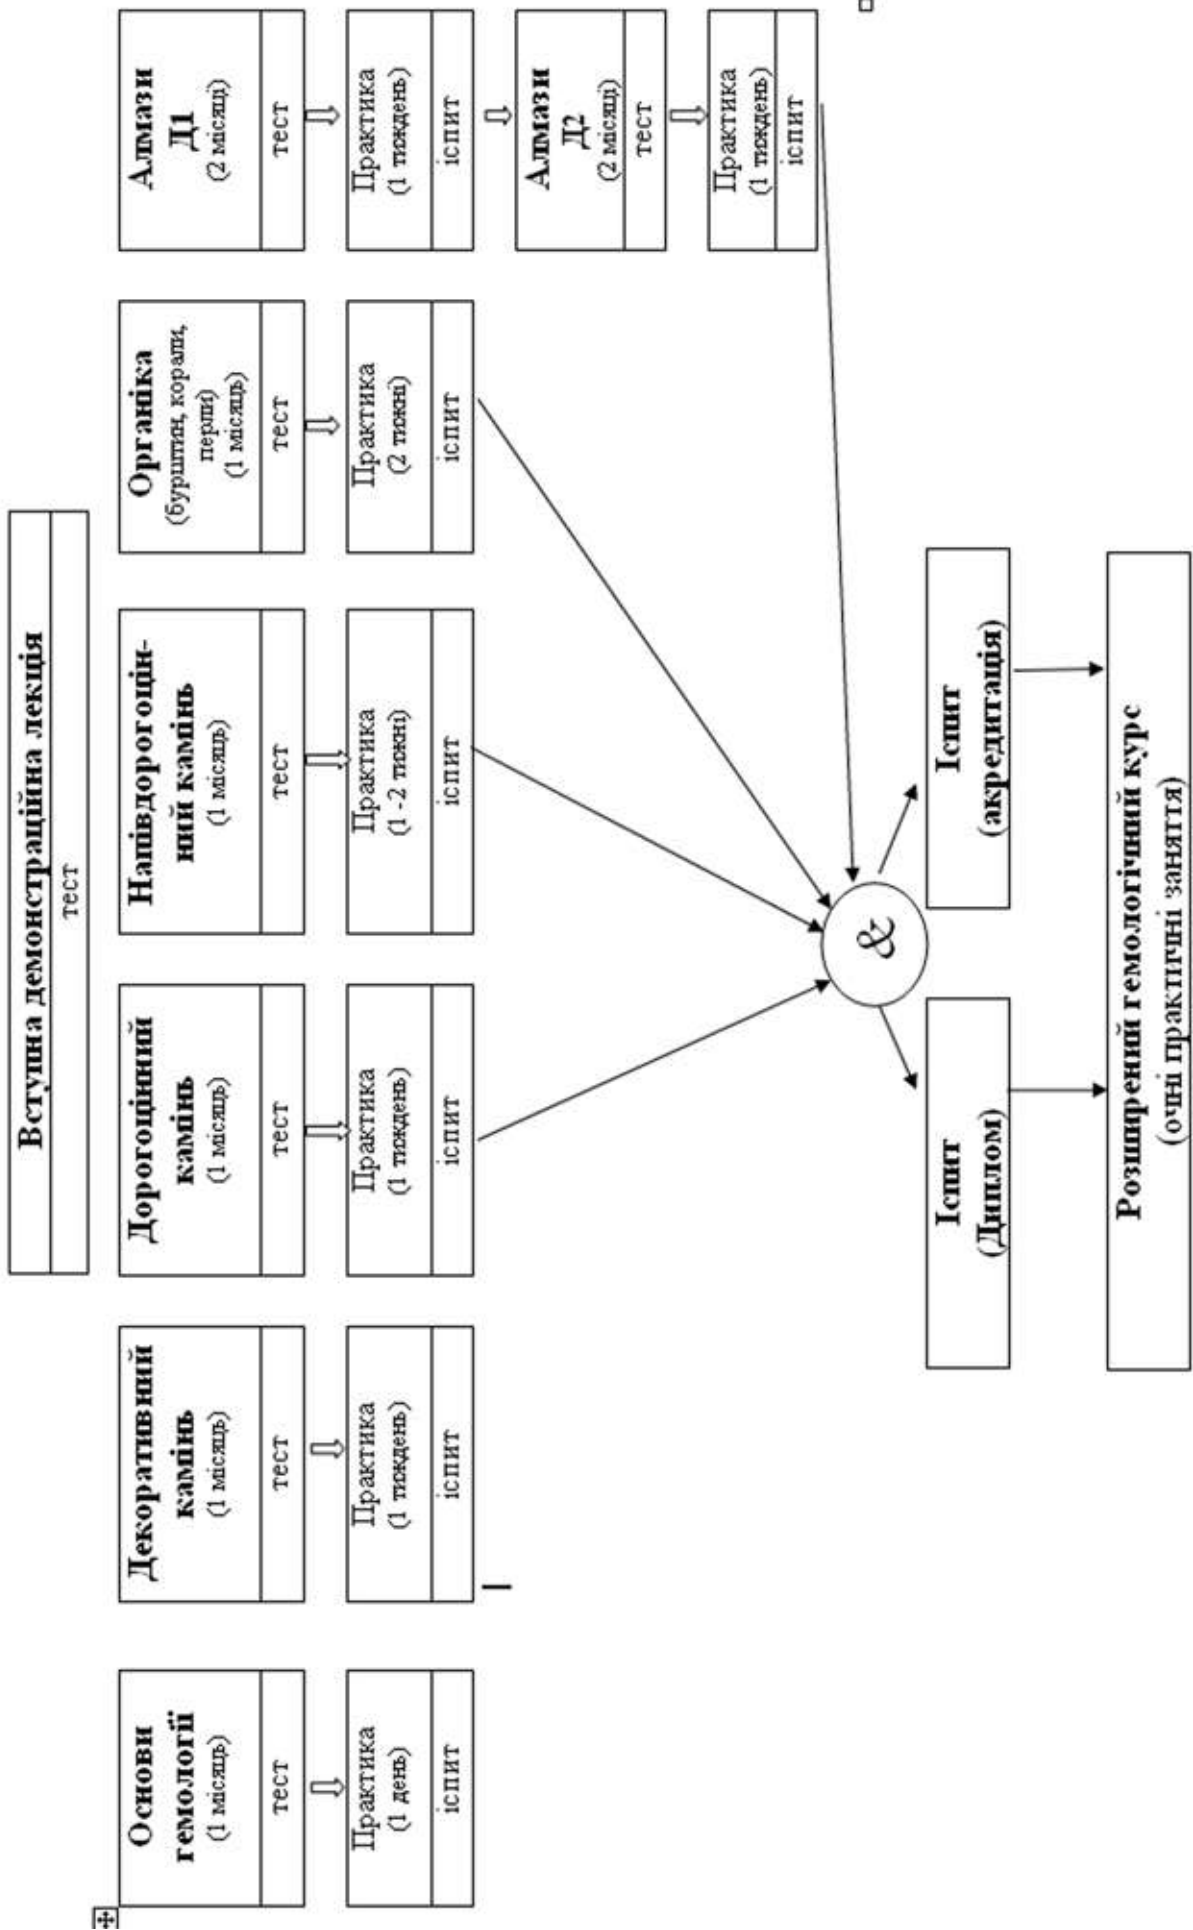 Вступна демонстраційна лекція
тест
Основи
гемології
(1 місяць)
тест
Практика
(1 день)
іспит
Декоративний
камінь
(1 місяць)
тест
Практика
(1 тиждень)
іспит
Дорогоцінний
камінь
(1 місяць)
тест
Практика
(1 тиждень)
іспит
Напівдорогоцін-
ний камінь
(1 місяць)
тест
Практика
(1 -2 тижні)
іспит
Органіка
(бурштин, корали,
перли)
(1 місяць)
тест
Практика
(2 тижні)
іспит
Алмази
Д1
(2 місяці)
тест
Практика
(1 тиждень)
іспит
Алмази
Д2
(2 місяці)
тест
Практика
(1 тиждень)
іспит
&
Іспит
(Диплом)
Іспит
(акредитація)
Розширений гемологічний курс
(очні практичні заняття)